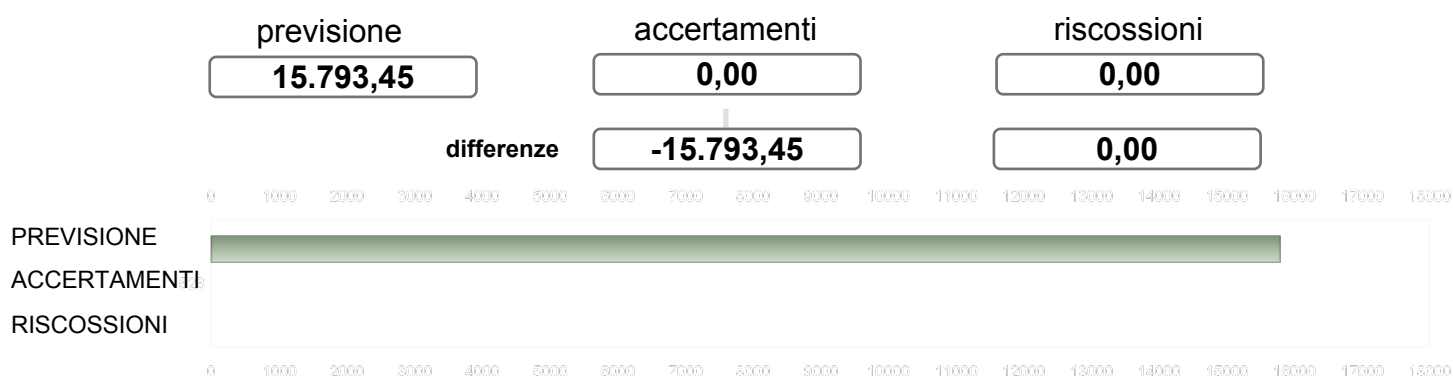 previsione accertamenti riscossioni
15.793,45 0,00 0,00
differenze -15.793,45 0,00
0 1000 2000 3000 4000 5000 6000 7000 8000 9000 10000 11000 12000 13000 14000 15000 16000 17000 18000
PREVISIONE
ACCERTAMENTI
RISCOSSIONI
0 1000 2000 3000 4000 5000 6000 7000 8000 9000 10000 11000 12000 13000 14000 15000 16000 17000 18000